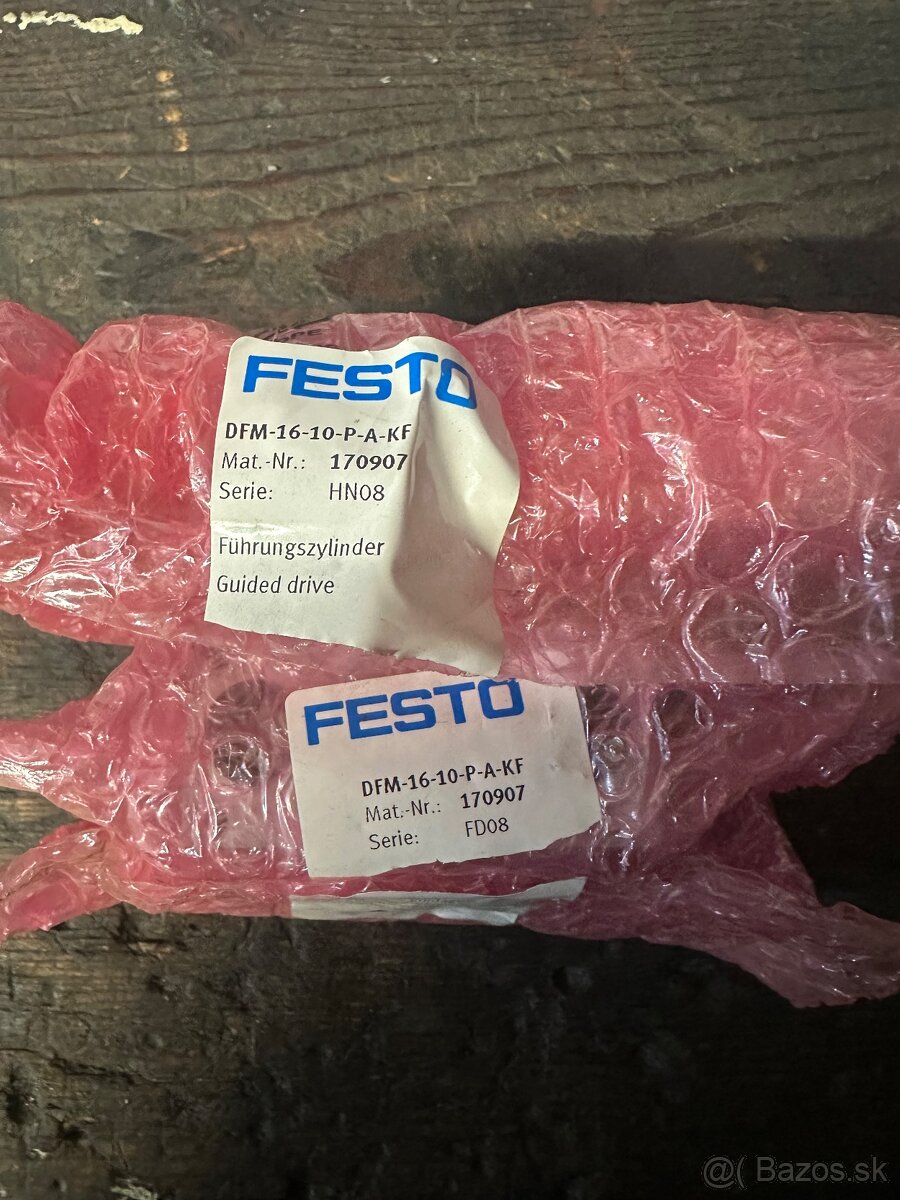 FESTO
DFM-16-10-P-A-KF
Mat.-Nr.: 170907
Serie: HN08
Führungszylinder
Guided drive
FESTO
DFM-16-10-P-A-KF
Mat.-Nr.: 170907
Serie: FD08
@( Bazos.sk